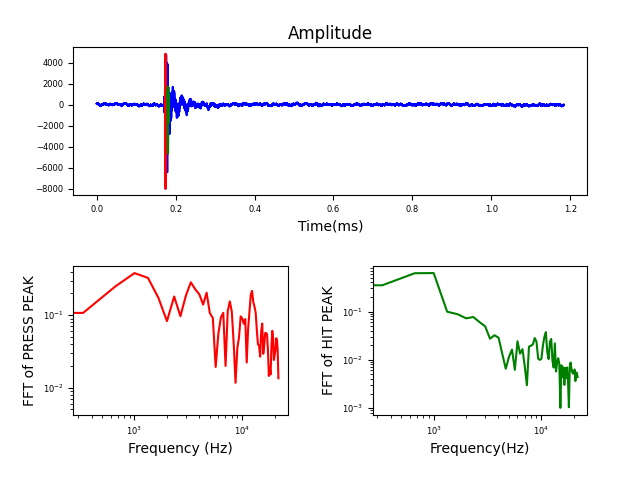 Amplitude
4000
2000
0
−2000
−4000
−6000
−8000
0.0 0.2 0.4 0.6 0.8 1.0 1.2
Time(ms)
FFT of PRESS PEAK
10⁻¹
10⁻²
10³ 10⁴
Frequency (Hz)
FFT of HIT PEAK
10⁻¹
10⁻²
10⁻³
10³ 10⁴
Frequency(Hz)